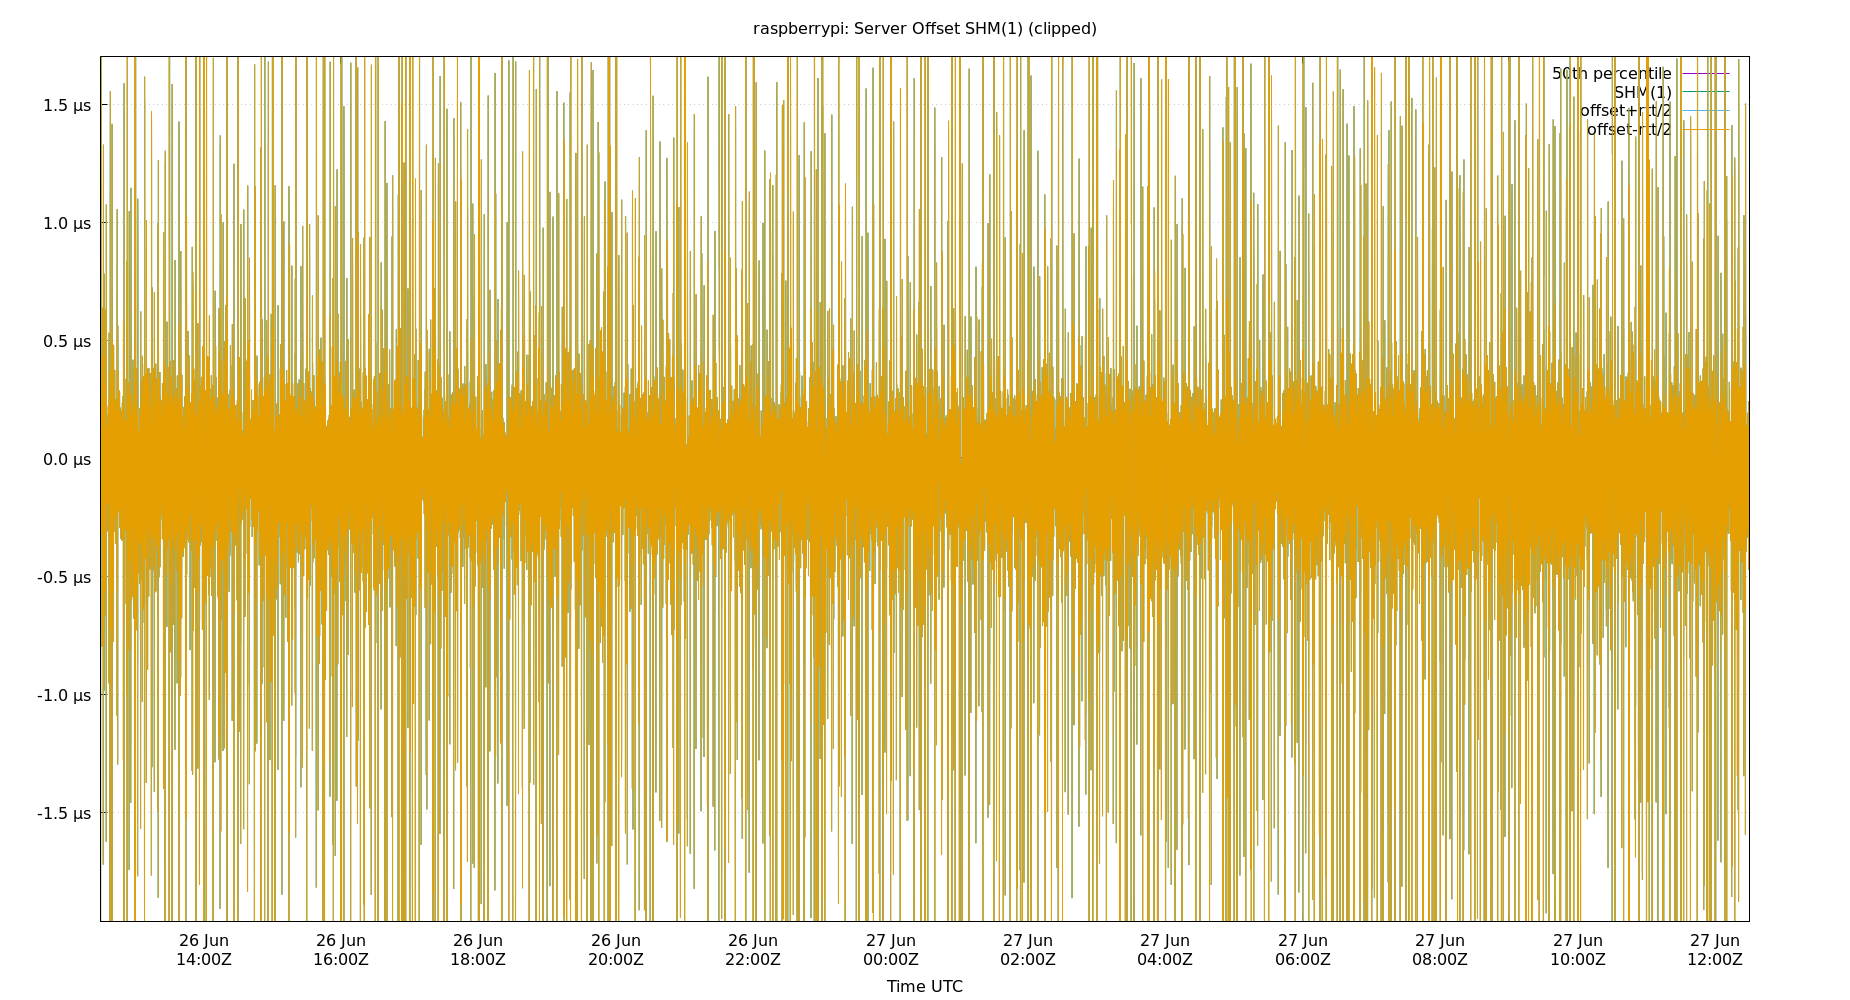 raspberrypi: Server Offset SHM(1) (clipped)
50th percentile
SHM(1)
offset+rtt/2
offset-rtt/2
1.5 µs
1.0 µs
0.5 µs
0.0 µs
-0.5 µs
-1.0 µs
-1.5 µs
26 Jun 26 Jun 26 Jun 26 Jun 26 Jun 27 Jun 27 Jun 27 Jun 27 Jun 27 Jun 27 Jun 27 Jun
14:00Z 16:00Z 18:00Z 20:00Z 22:00Z 00:00Z 02:00Z 04:00Z 06:00Z 08:00Z 10:00Z 12:00Z
Time UTC